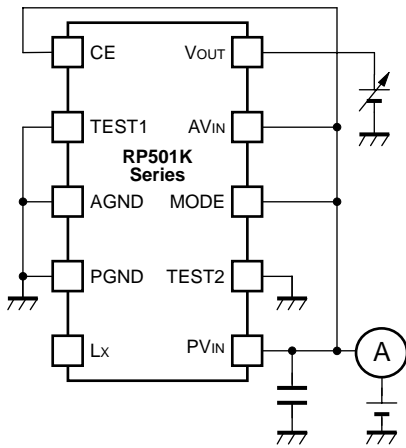 CE
VOUT
TEST1
AVIN
RP501K
Series
AGND
MODE
PGND
TEST2
LX
PVIN
A